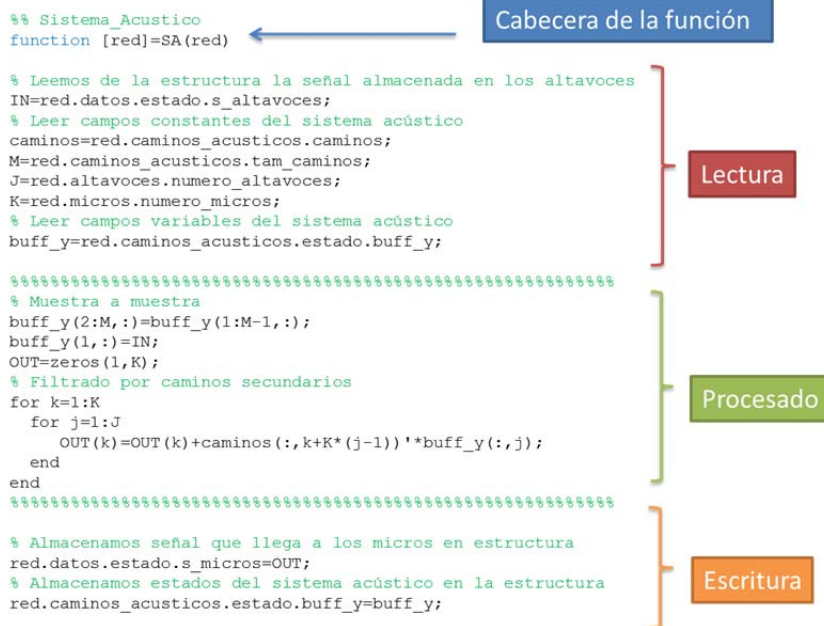 %% Sistema_Acustico
Cabecera de la función
function [red]=SA(red)
% Leemos de la estructura la señal almacenada en los altavoces
IN=red.datos.estado.s_altavoces;
% Leer campos constantes del sistema acústico
caminos=red.caminos_acusticos.caminos;
M=red.caminos_acusticos.tam_caminos;
J=red.altavoces.numero_altavoces;
K=red.micros.numero_micros;
% Leer campos variables del sistema acústico
buff_y=red.caminos_acusticos.estado.buff_y;
Lectura
%%%%%%%%%%%%%%%%%%%%%%%%%%%%%%%%%%%%%%%%%%%%%%%%%%%%%%%%%%%%
% Muestra a muestra
buff_y(2:M,:)=buff_y(1:M-1,:);
buff_y(1,:)=IN;
OUT=zeros(1,K);
% Filtrado por caminos secundarios
for k=1:K
for j=1:J
OUT(k)=OUT(k)+caminos(:,k+K*(j-1))'*buff_y(:,j);
end
end
Procesado
%%%%%%%%%%%%%%%%%%%%%%%%%%%%%%%%%%%%%%%%%%%%%%%%%%%%%%%%%%%%
% Almacenamos señal que llega a los micros en estructura
red.datos.estado.s_micros=OUT;
% Almacenamos estados del sistema acústico en la estructura
red.caminos_acusticos.estado.buff_y=buff_y;
Escritura